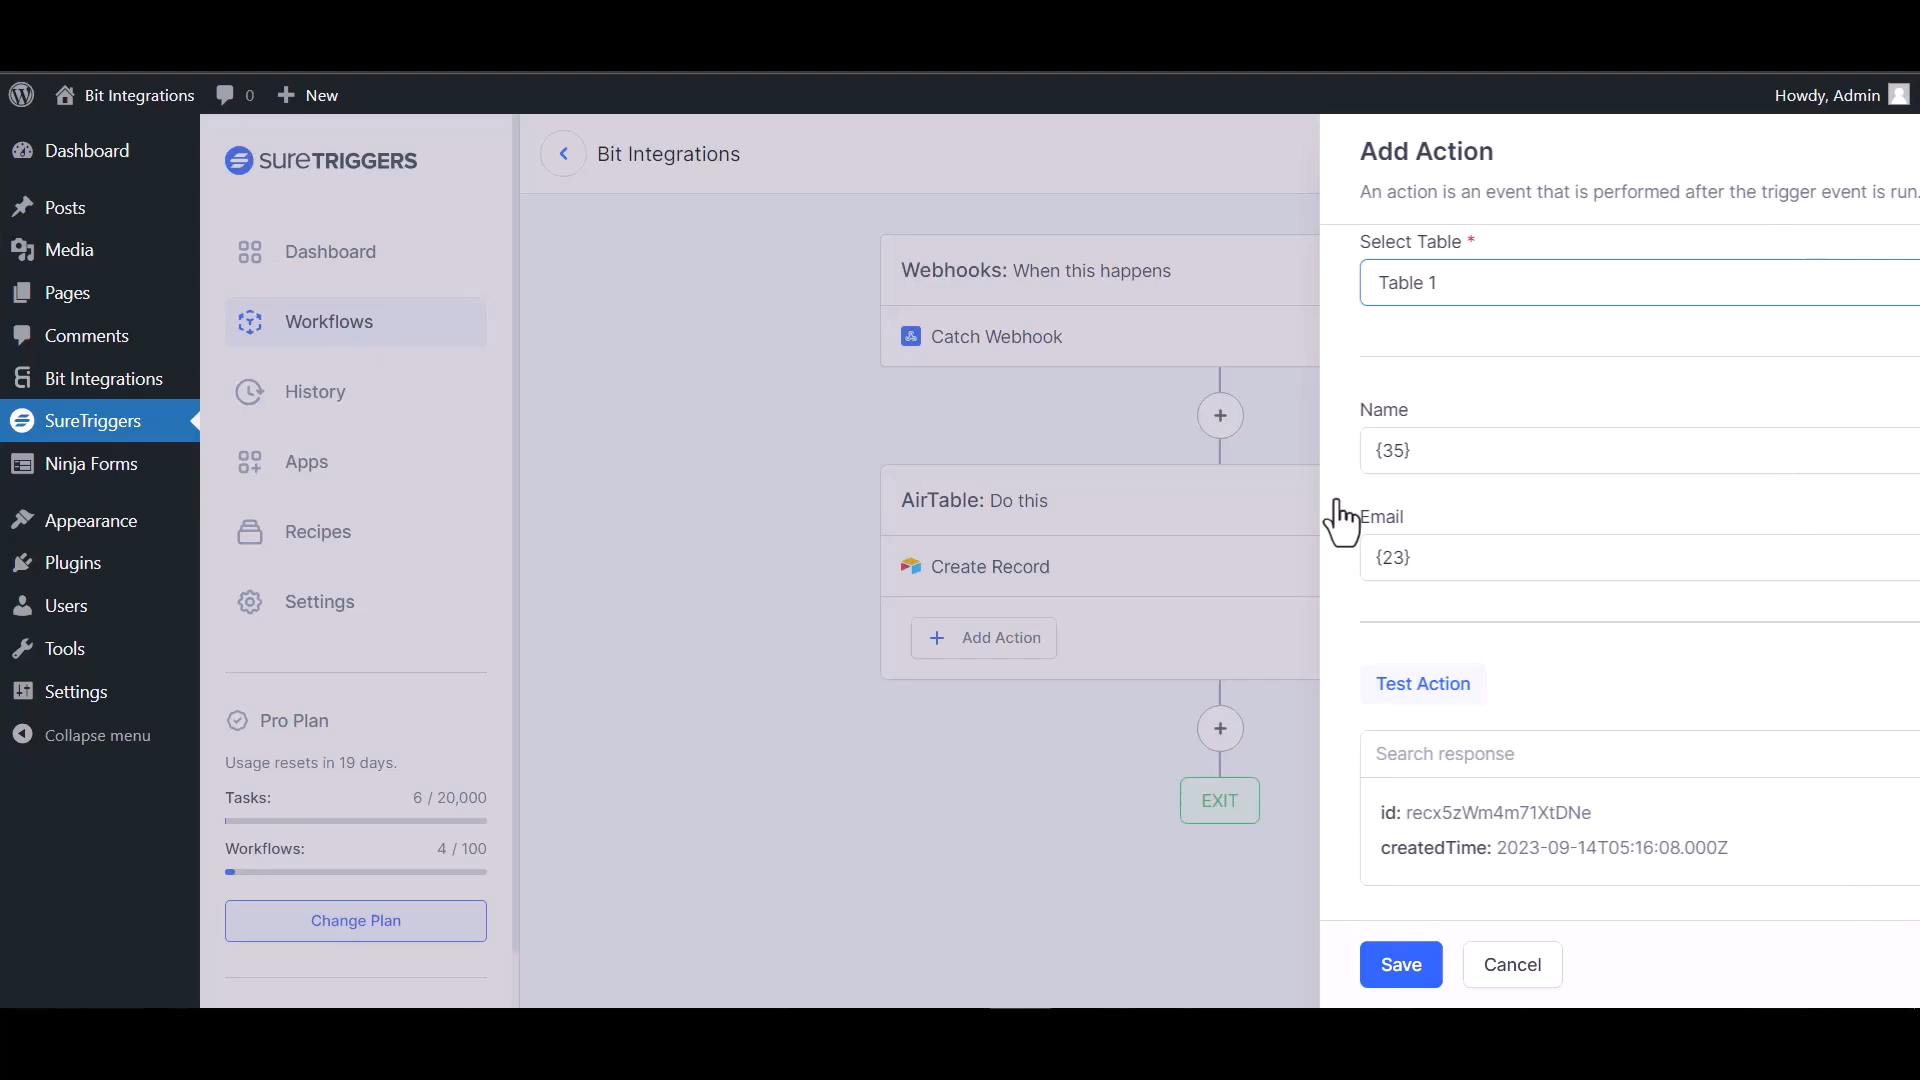 Bit Integrations
0
New
Howdy, Admin
Dashboard
Posts
Media
Pages
Comments
Bit Integrations
SureTriggers
Ninja Forms
Appearance
Plugins
Users
Tools
Settings
Collapse menu
sureTRIGGERS
Dashboard
Workflows
History
Apps
Recipes
Settings
Pro Plan
Usage resets in 19 days.
Tasks: 6 / 20,000
Workflows: 4 / 100
Change Plan
Bit Integrations
Webhooks: When this happens
Catch Webhook
AirTable: Do this
Create Record
Add Action
EXIT
Add Action
An action is an event that is performed after the trigger event is run.
Select Table *
Table 1
Name
{35}
Email
{23}
Test Action
Search response
id: recx5zWm4m71XtDNe
createdTime: 2023-09-14T05:16:08.000Z
Save
Cancel